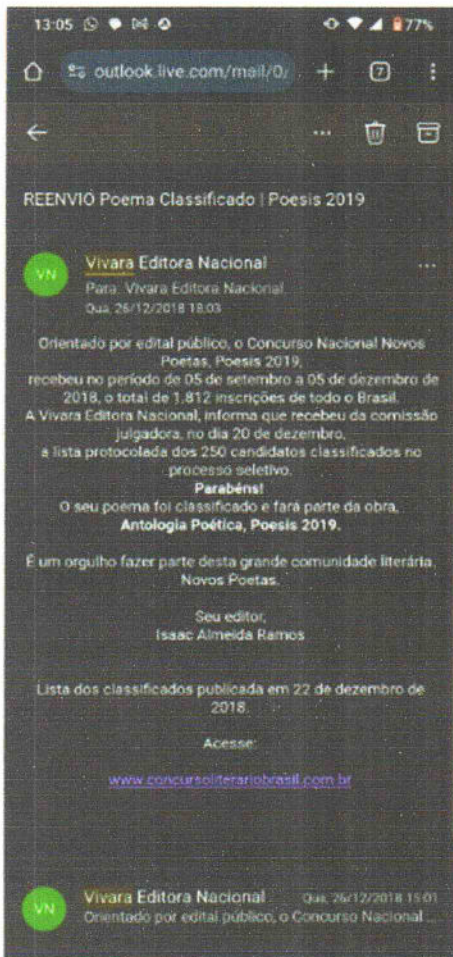 13:05
77%
outlook.live.com/mail/0/
7
REENVIO Poema Classificado | Poesis 2019
VN
Vivara Editora Nacional
Para: Vivara Editora Nacional
Qua, 26/12/2018 18:03
Orientado por edital público, o Concurso Nacional Novos
Poetas, Poesis 2019,
recebeu no período de 05 de setembro a 05 de dezembro de
2018, o total de 1.812 inscrições de todo o Brasil.
A Vivara Editora Nacional, informa que recebeu da comissão
julgadora, no dia 20 de dezembro,
a lista protocolada dos 250 candidatos classificados no
processo seletivo.
Parabéns!
O seu poema foi classificado e fará parte da obra,
Antologia Poética, Poesis 2019.
É um orgulho fazer parte desta grande comunidade literária,
Novos Poetas.
Seu editor,
Isaac Almeida Ramos
Lista dos classificados publicada em 22 de dezembro de
2018.
Acesse:
www.concursoliterariobrasil.com.br
VN
Vivara Editora Nacional
Qua, 26/12/2018 15:01
Orientado por edital público, o Concurso Nacional ...